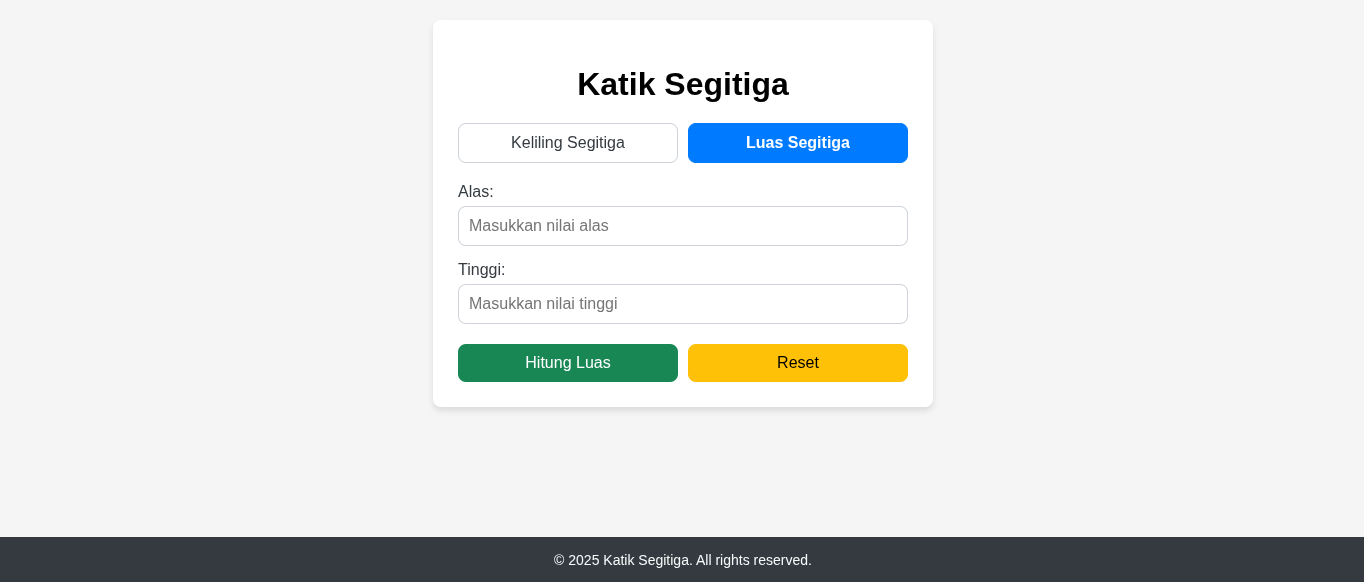 Katik Segitiga
Keliling Segitiga Luas Segitiga
Alas:
Masukkan nilai alas
Tinggi:
Masukkan nilai tinggi
Hitung Luas Reset
© 2025 Katik Segitiga. All rights reserved.